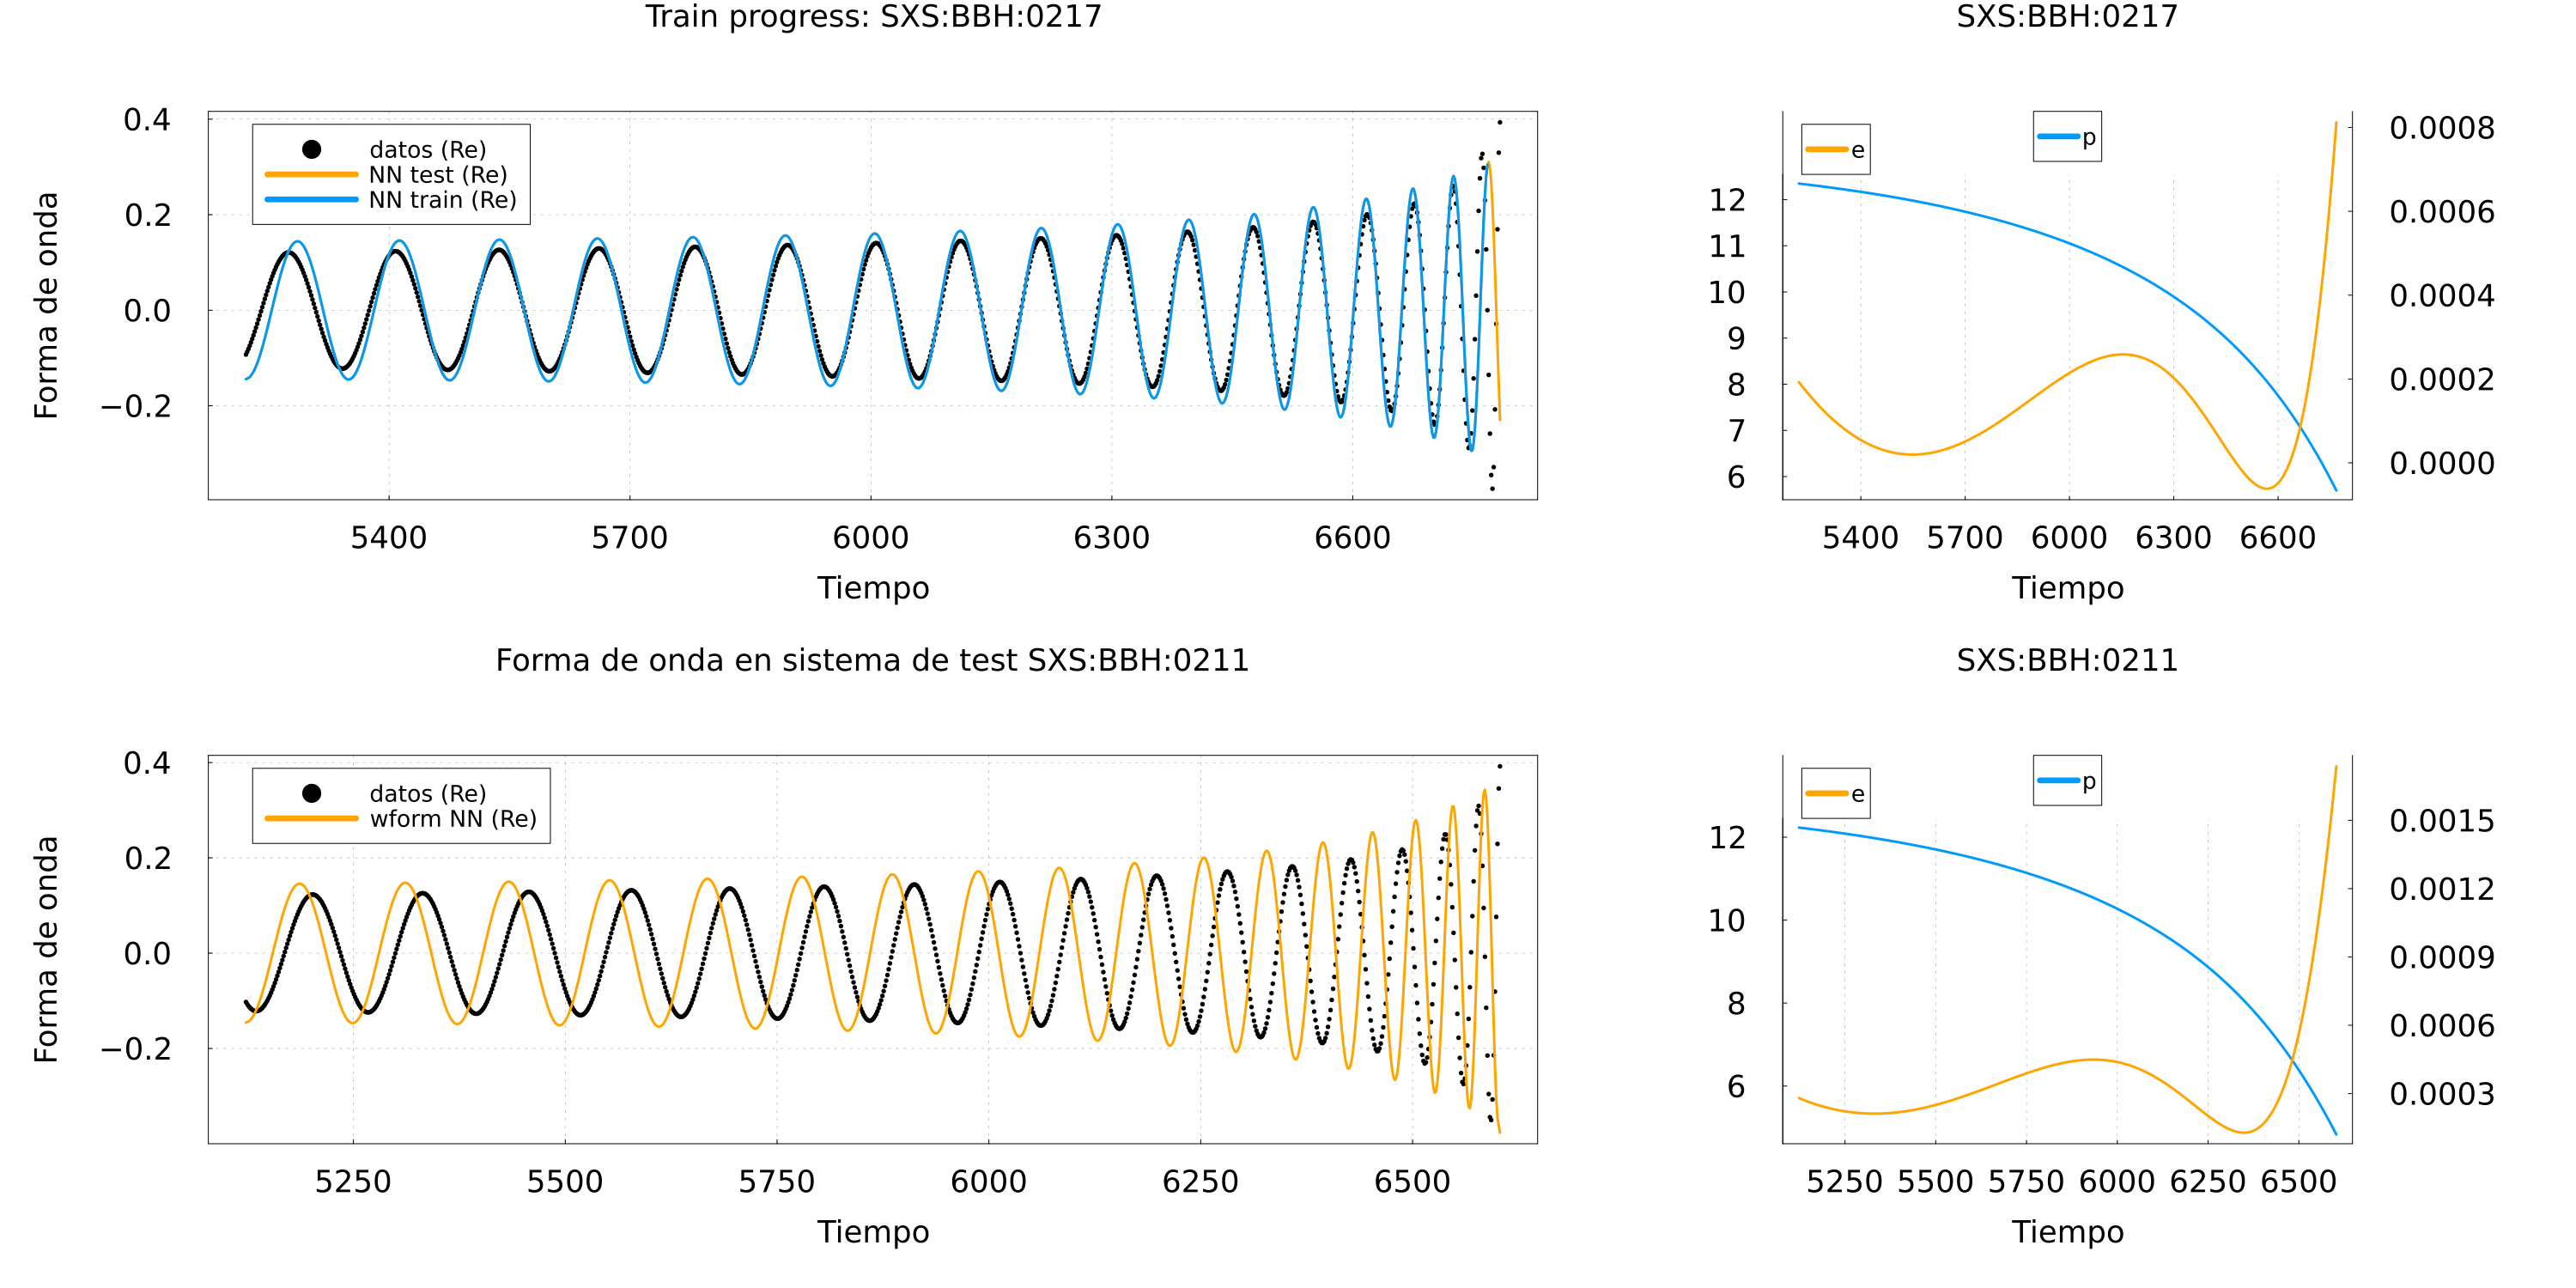 Train progress: SXS:BBH:0217
Forma de onda
0.4
0.2
0.0
−0.2
datos (Re)
NN test (Re)
NN train (Re)
5400 5700 6000 6300 6600
Tiempo
SXS:BBH:0217
12
11
10
9
8
7
6
e
p
0.0008
0.0006
0.0004
0.0002
0.0000
5400 5700 6000 6300 6600
Tiempo
Forma de onda en sistema de test SXS:BBH:0211
Forma de onda
0.4
0.2
0.0
−0.2
datos (Re)
wform NN (Re)
5250 5500 5750 6000 6250 6500
Tiempo
SXS:BBH:0211
12
10
8
6
e
p
0.0015
0.0012
0.0009
0.0006
0.0003
5250 5500 5750 6000 6250 6500
Tiempo